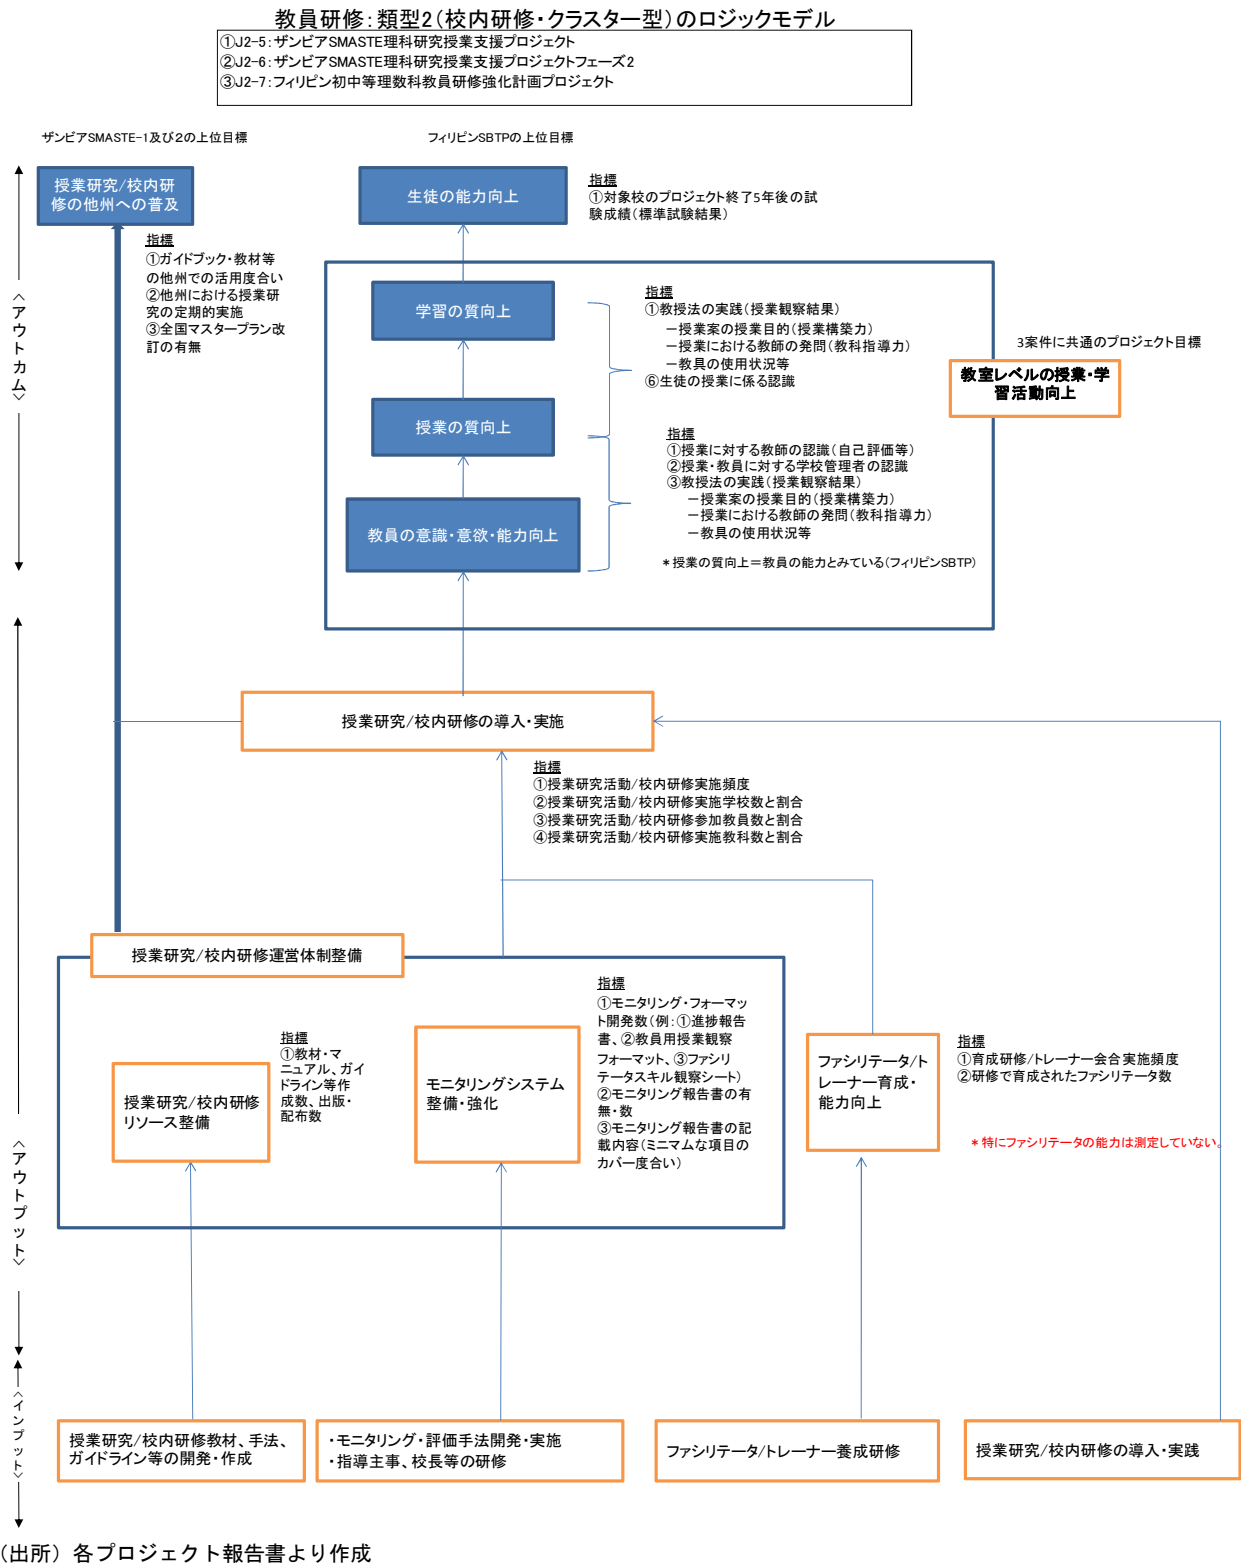 教員研修：類型2（校内研修・クラスター型）のロジックモデル
①J2-5：ザンビアSMASTE理科研究授業支援プロジェクト
②J2-6：ザンビアSMASTE理科研究授業支援プロジェクトフェーズ2
③J2-7：フィリピン初中等理数科教員研修強化計画プロジェクト
ザンビアSMASTE-1及び2の上位目標
フィリピンSBTPの上位目標
授業研究/校内研
修の他州への普及
生徒の能力向上
指標
①対象校のプロジェクト終了5年後の試
験成績（標準試験結果）
指標
①ガイドブック・教材等
の他州での活用度合い
②他州における授業研
究の定期的実施
③全国マスタープラン改
訂の有無
〈アウトカム〉
学習の質向上
指標
①教授法の実践（授業観察結果）
－授業案の授業目的（授業構築力）
－授業における教師の発問（教科指導力）
－教具の使用状況等
⑥生徒の授業に係る認識
3案件に共通のプロジェクト目標
教室レベルの授業・学
習活動向上
授業の質向上
指標
①授業に対する教師の認識（自己評価等）
②授業・教員に対する学校管理者の認識
③教授法の実践（授業観察結果）
－授業案の授業目的（授業構築力）
－授業における教師の発問（教科指導力）
－教具の使用状況等
教員の意識・意欲・能力向上
＊授業の質向上＝教員の能力とみている（フィリピンSBTP）
授業研究/校内研修の導入・実施
指標
①授業研究活動/校内研修実施頻度
②授業研究活動/校内研修実施学校数と割合
③授業研究活動/校内研修参加教員数と割合
④授業研究活動/校内研修実施教科数と割合
授業研究/校内研修運営体制整備
指標
①モニタリング・フォーマッ
ト開発数（例：①進捗報告
書、②教員用授業観察
フォーマット、③ファシリ
テータスキル観察シート）
②モニタリング報告書の有
無・数
③モニタリング報告書の記
載内容（ミニマムな項目の
カバー度合い）
指標
①教材・マ
ニュアル、ガイ
ドライン等作
成数、出版・
配布数
授業研究/校内研修
リソース整備
モニタリングシステム
整備・強化
ファシリテータ/ト
レーナー育成・
能力向上
指標
①育成研修/トレーナー会合実施頻度
②研修で育成されたファシリテータ数
＊特にファシリテータの能力は測定していない。
〈アウトプット〉
〈インプット〉
授業研究/校内研修教材、手法、
ガイドライン等の開発・作成
・モニタリング・評価手法開発・実施
・指導主事、校長等の研修
ファシリテータ/トレーナー養成研修
授業研究/校内研修の導入・実践
（出所）各プロジェクト報告書より作成